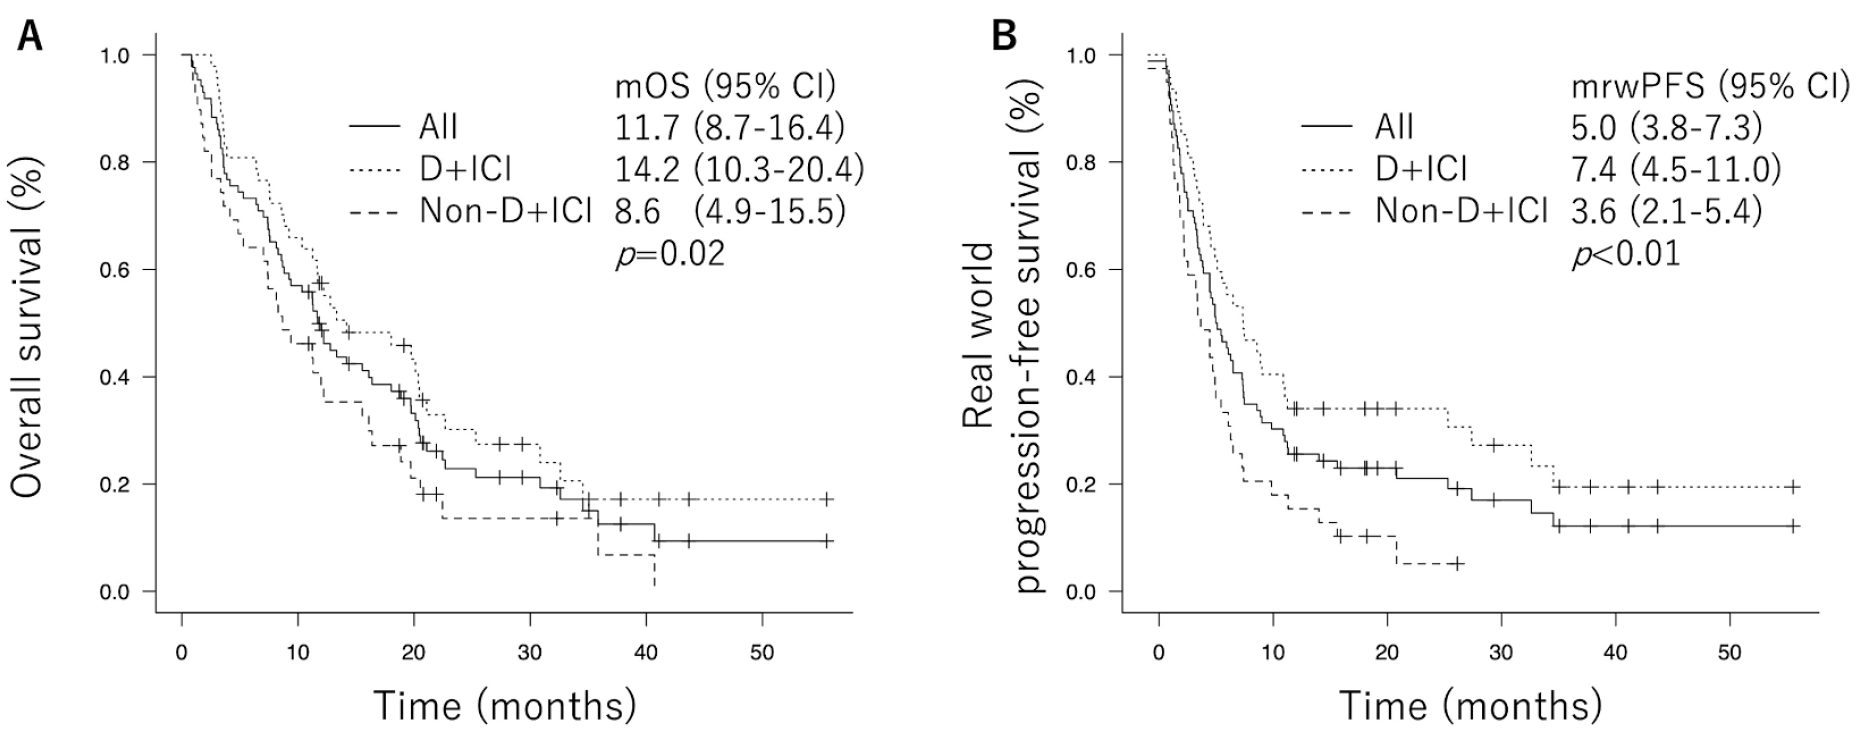 A
Overall survival (%)
1.0
0.8
0.6
0.4
0.2
0.0
mOS (95% CI)
All 11.7 (8.7-16.4)
D+ICI 14.2 (10.3-20.4)
Non-D+ICI 8.6 (4.9-15.5)
p=0.02
0 10 20 30 40 50
Time (months)
B
Real world
progression-free survival (%)
1.0
0.8
0.6
0.4
0.2
0.0
mrwPFS (95% CI)
All 5.0 (3.8-7.3)
D+ICI 7.4 (4.5-11.0)
Non-D+ICI 3.6 (2.1-5.4)
p<0.01
0 10 20 30 40 50
Time (months)